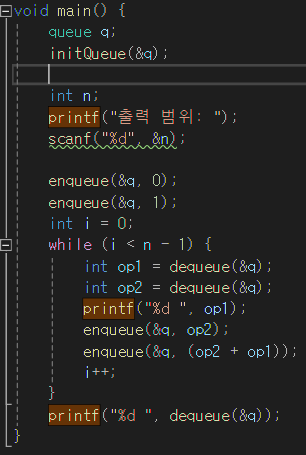 void main() {
queue q;
initQueue(&q);
int n;
printf("출력 범위: ");
scanf("%d", &n);
enqueue(&q, 0);
enqueue(&q, 1);
int i = 0;
while (i < n - 1) {
int op1 = dequeue(&q);
int op2 = dequeue(&q);
printf("%d ", op1);
enqueue(&q, op2);
enqueue(&q, (op2 + op1));
i++;
}
printf("%d ", dequeue(&q));
}